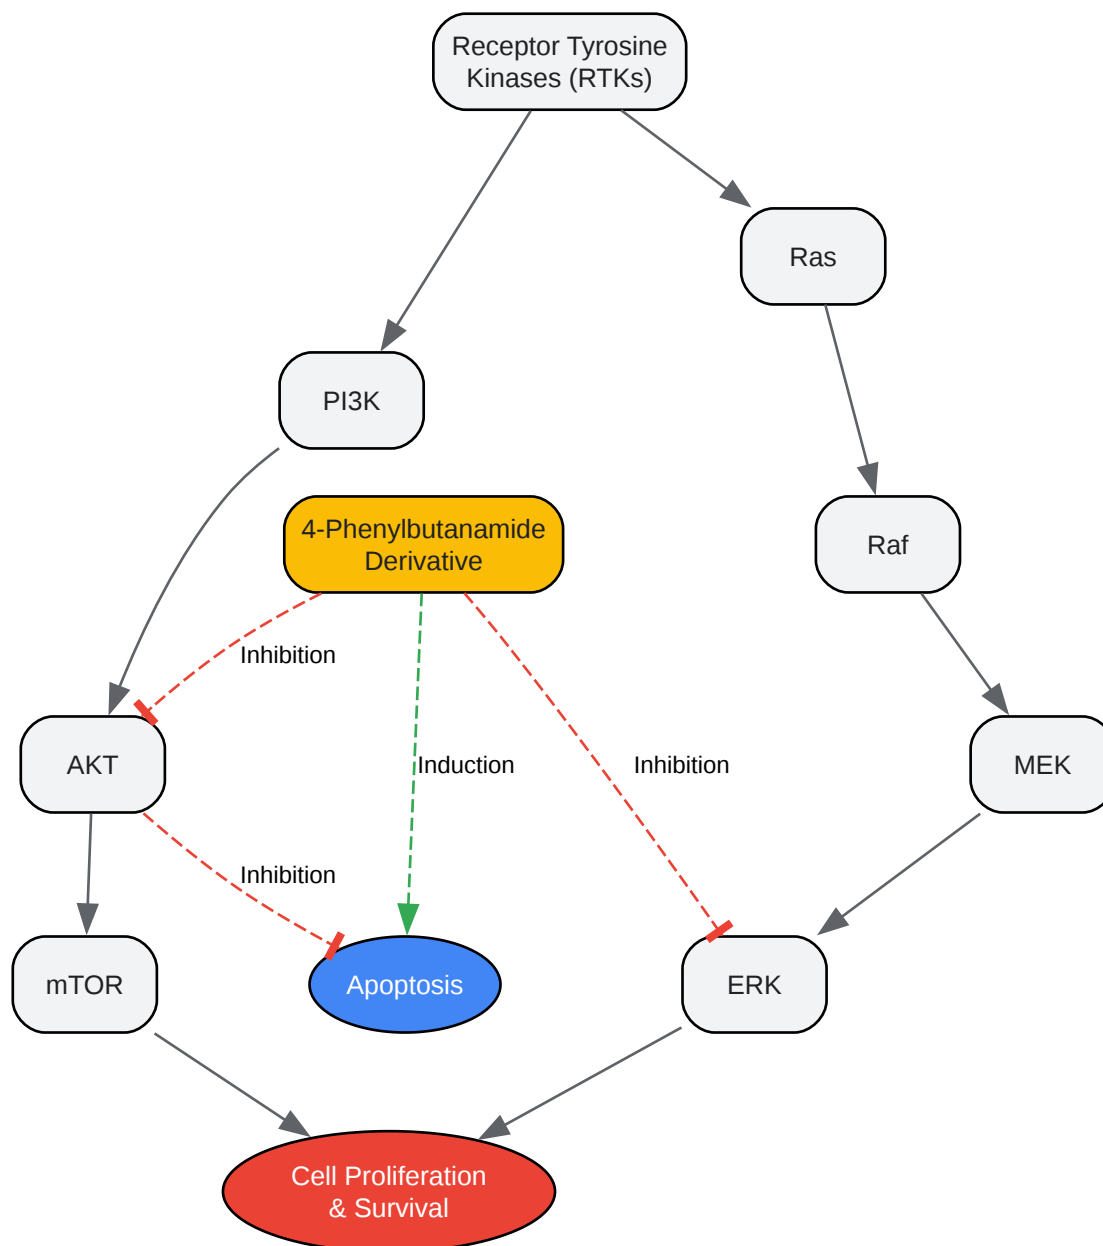 Receptor Tyrosine
Kinases (RTKs)
Ras
PI3K
4-Phenylbutanamide
Derivative
Raf
Inhibition
AKT
Induction
Inhibition
MEK
Inhibition
mTOR
Apoptosis
ERK
Cell Proliferation
& Survival